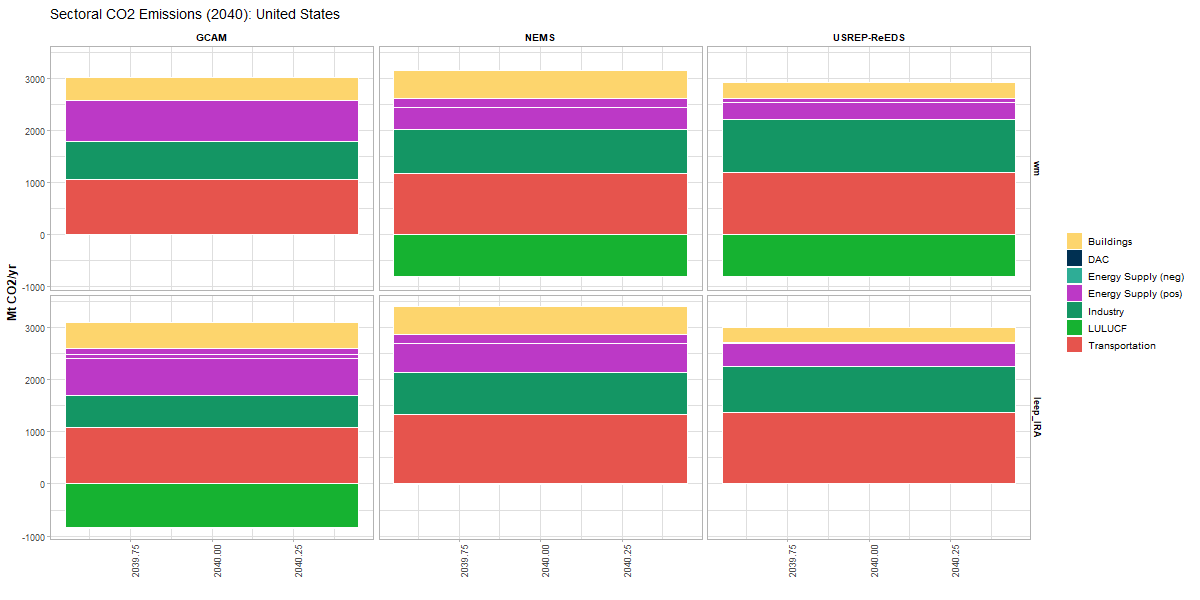 Sectoral CO2 Emissions (2040): United States
GCAM
NEMS
USREP-ReEDS
Mt CO2/yr
3000
2000
1000
0
-1000
wm
3000
2000
1000
0
-1000
leep_IRA
2039.75
2040.00
2040.25
2039.75
2040.00
2040.25
2039.75
2040.00
2040.25
Buildings
DAC
Energy Supply (neg)
Energy Supply (pos)
Industry
LULUCF
Transportation